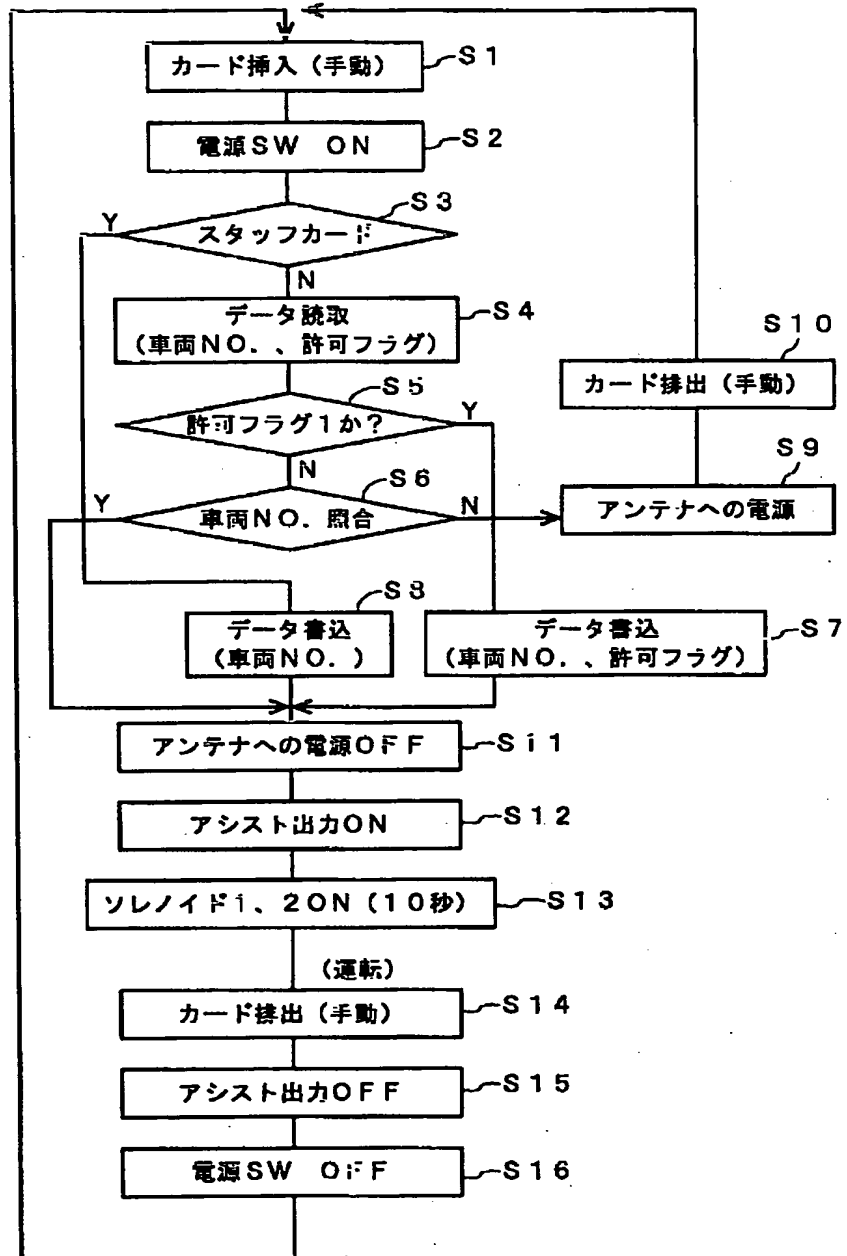 カード挿入（手動）
S1
電源SW ON
S2
S3
Y
スタッフカード
N
データ読取
（車両NO．、許可フラグ）
S4
S10
カード排出（手動）
S5
許可フラグ1か？
Y
N
S9
アンテナへの電源
S6
Y
車両NO．照合
N
S8
データ書込
（車両NO．）
データ書込
（車両NO．、許可フラグ）
S7
アンテナへの電源OFF
Si1
アシスト出力ON
S12
ソレノイドi、2ON（10秒）
S13
（運転）
カード排出（手動）
S14
アシスト出力OFF
S15
電源SW OFF
S16